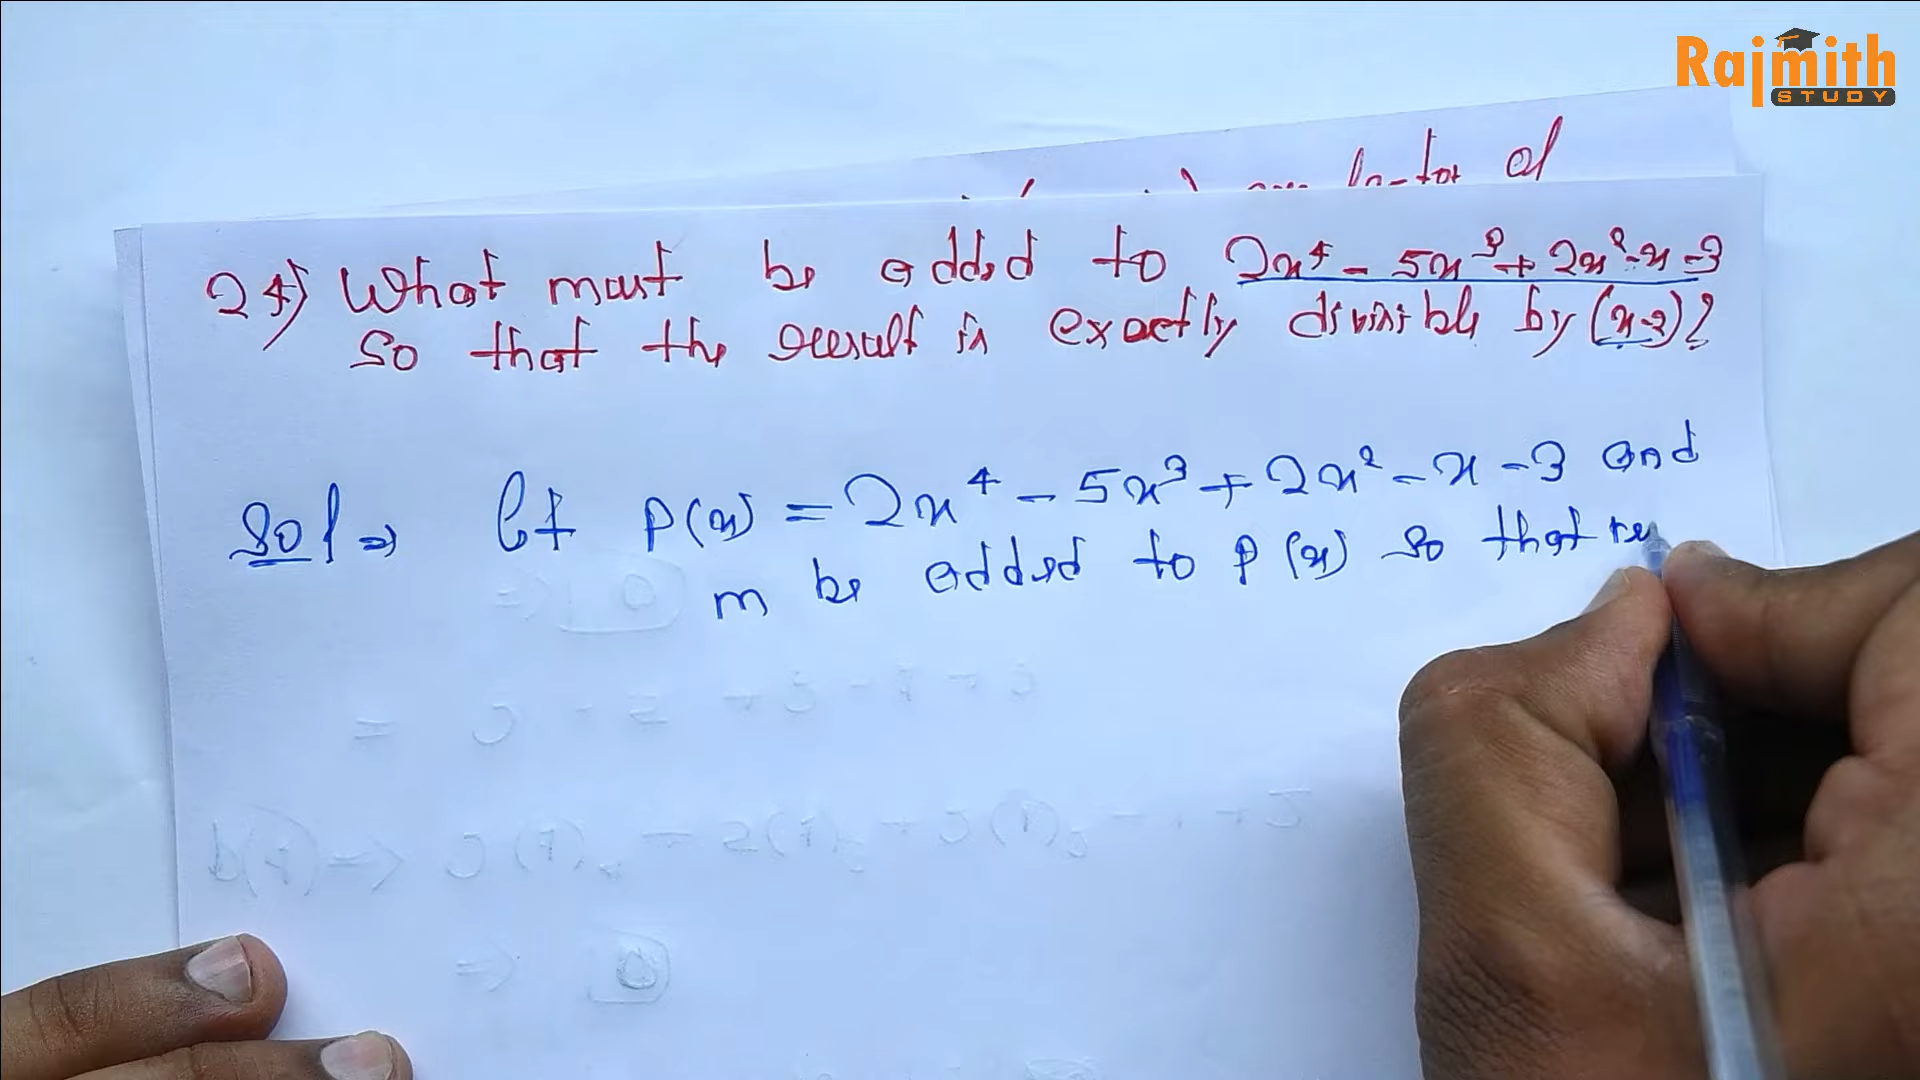 Rajmith
STUDY
24) What must be added to 2x⁴ - 5x³ + 2x² - x - 3
so that the result is exactly divisible by (x-2)?
Sol ⇒ let P(x) = 2x⁴ - 5x³ + 2x² - x - 3 and
m be added to P(x) so that